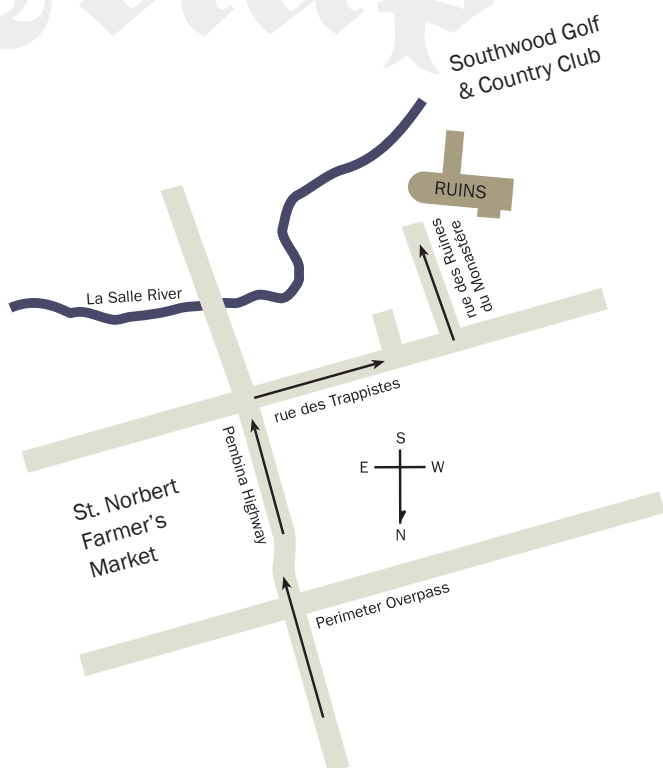 Southwood Golf
& Country Club
RUINS
rue des Ruines
du Monastére
La Salle River
rue des Trappistes
Pembina Highway
St. Norbert
Farmer’s
Market
S
E W
N
Perimeter Overpass